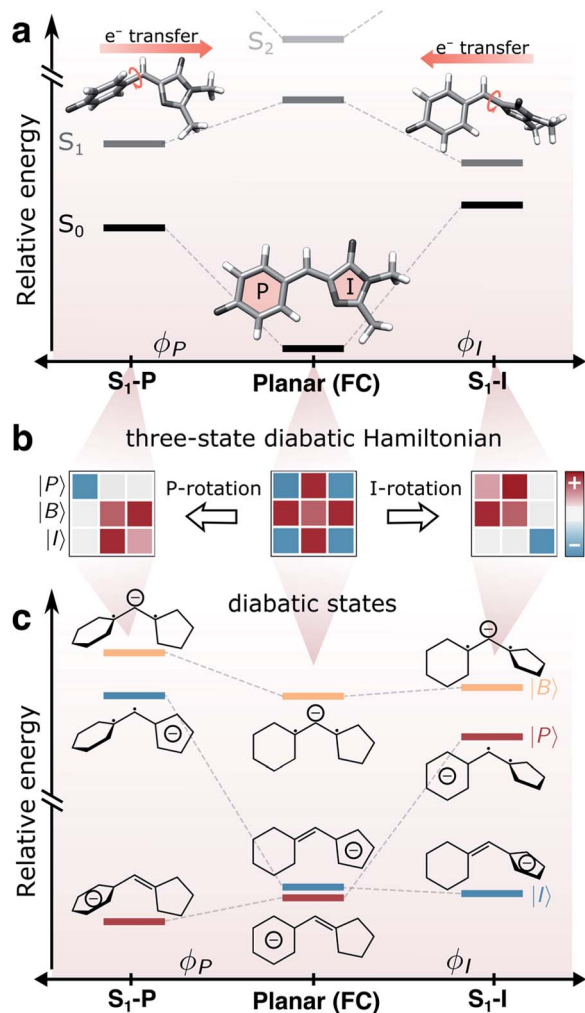 a
e⁻ transfer
S₂
e⁻ transfer
S₁
S₀
P
I
Relative energy
ϕP
ϕI
S₁-P
Planar (FC)
S₁-I
b
three-state diabatic Hamiltonian
|P⟩
|B⟩
|I⟩
P-rotation
I-rotation
+
−
c
diabatic states
|B⟩
|P⟩
|I⟩
Relative energy
ϕP
ϕI
S₁-P
Planar (FC)
S₁-I